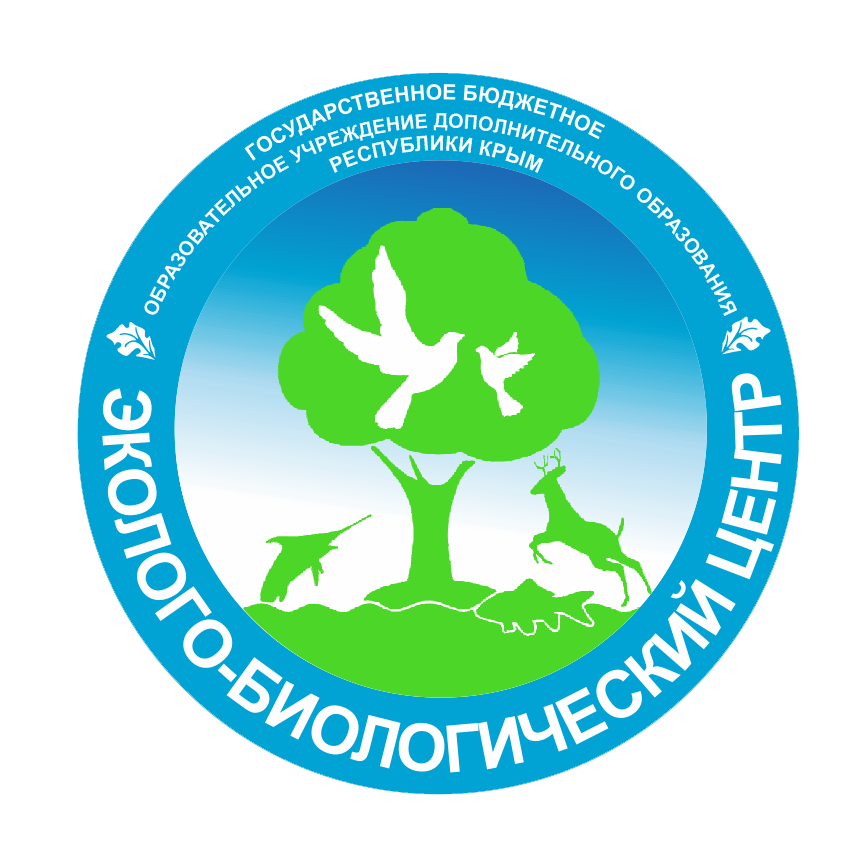 ГОСУДАРСТВЕННОЕ БЮДЖЕТНОЕ
ОБРАЗОВАТЕЛЬНОЕ УЧРЕЖДЕНИЕ ДОПОЛНИТЕЛЬНОГО ОБРАЗОВАНИЯ
РЕСПУБЛИКИ КРЫМ
ЭКОЛОГО-БИОЛОГИЧЕСКИЙ ЦЕНТР